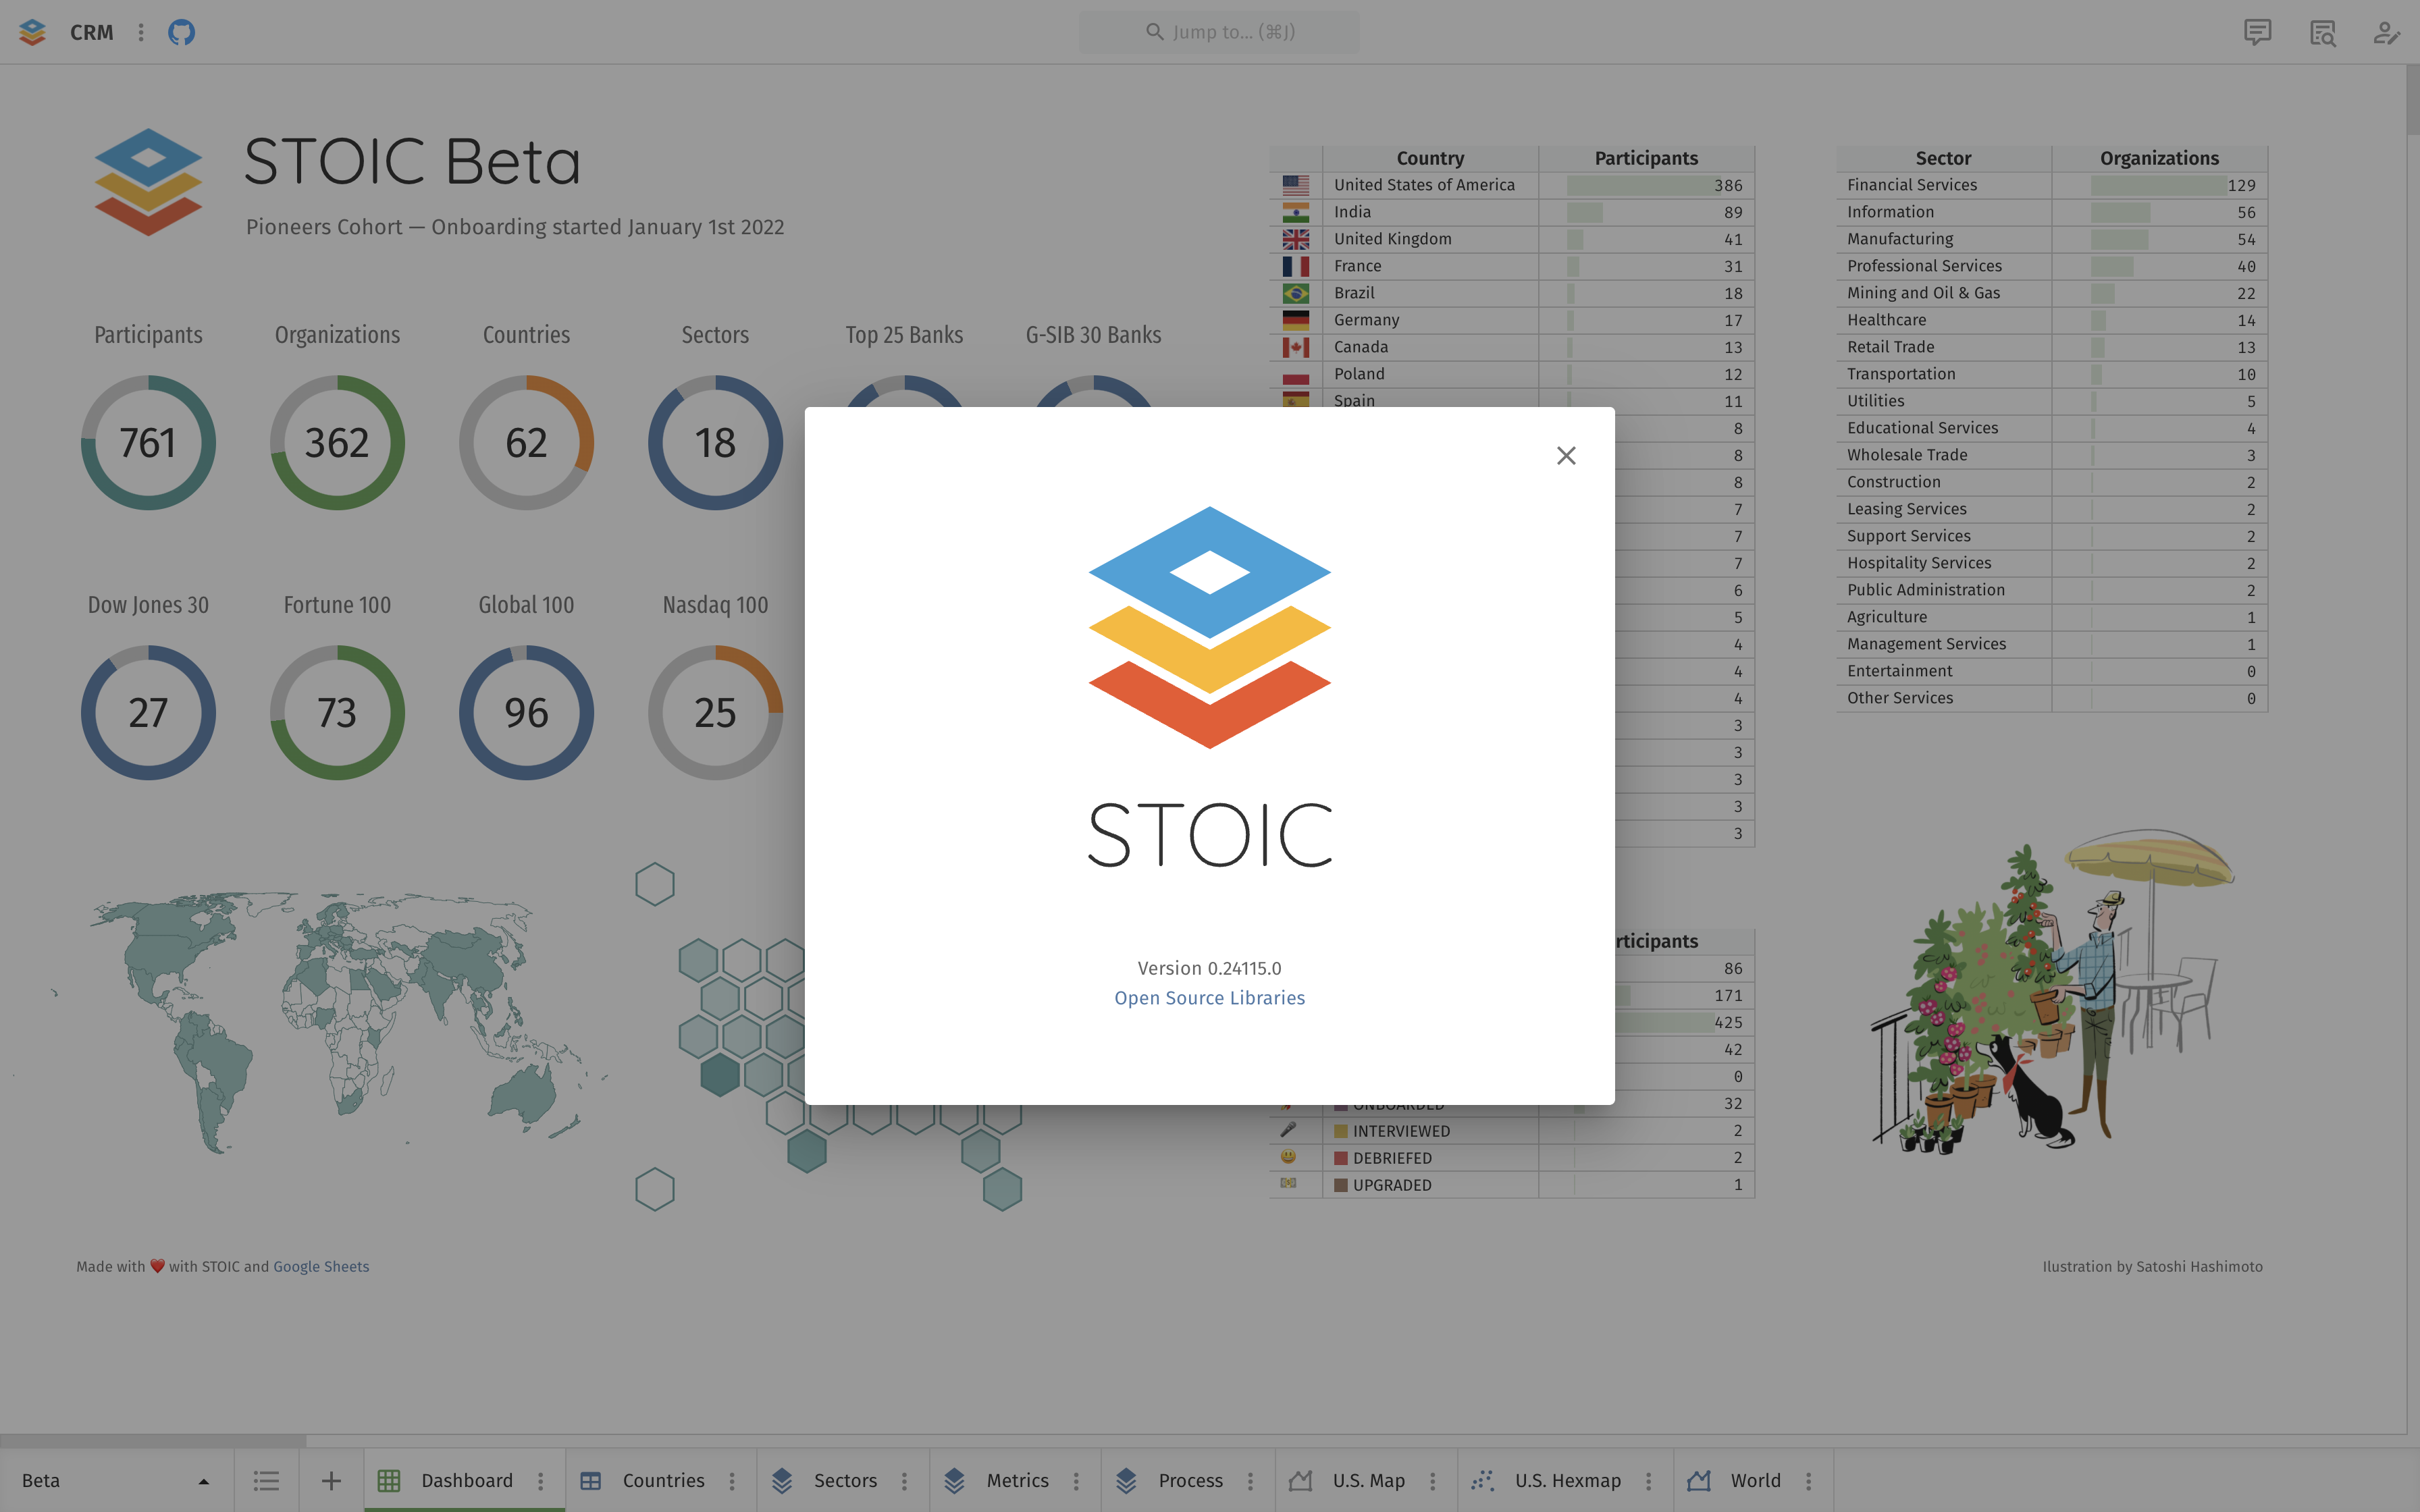 CRM
Jump to... (⌘J)
STOIC Beta
Pioneers Cohort — Onboarding started January 1st 2022
Participants Organizations Countries Sectors Top 25 Banks G-SIB 30 Banks
761 362 62 18
Dow Jones 30 Fortune 100 Global 100 Nasdaq 100
27 73 96 25
Country Participants
United States of America 386
India 89
United Kingdom 41
France 31
Brazil 18
Germany 17
Canada 13
Poland 12
Spain 11
8
8
8
7
7
7
6
5
4
4
4
3
3
3
3
3
Sector Organizations
Financial Services 129
Information 56
Manufacturing 54
Professional Services 40
Mining and Oil & Gas 22
Healthcare 14
Retail Trade 13
Transportation 10
Utilities 5
Educational Services 4
Wholesale Trade 3
Construction 2
Leasing Services 2
Support Services 2
Hospitality Services 2
Public Administration 2
Agriculture 1
Management Services 1
Entertainment 0
Other Services 0
STOIC
Version 0.24115.0
Open Source Libraries
rticipants
86
171
425
42
0
ONBOARDED 32
INTERVIEWED 2
DEBRIEFED 2
UPGRADED 1
Made with ❤️ with STOIC and Google Sheets
Ilustration by Satoshi Hashimoto
Beta Dashboard Countries Sectors Metrics Process U.S. Map U.S. Hexmap World